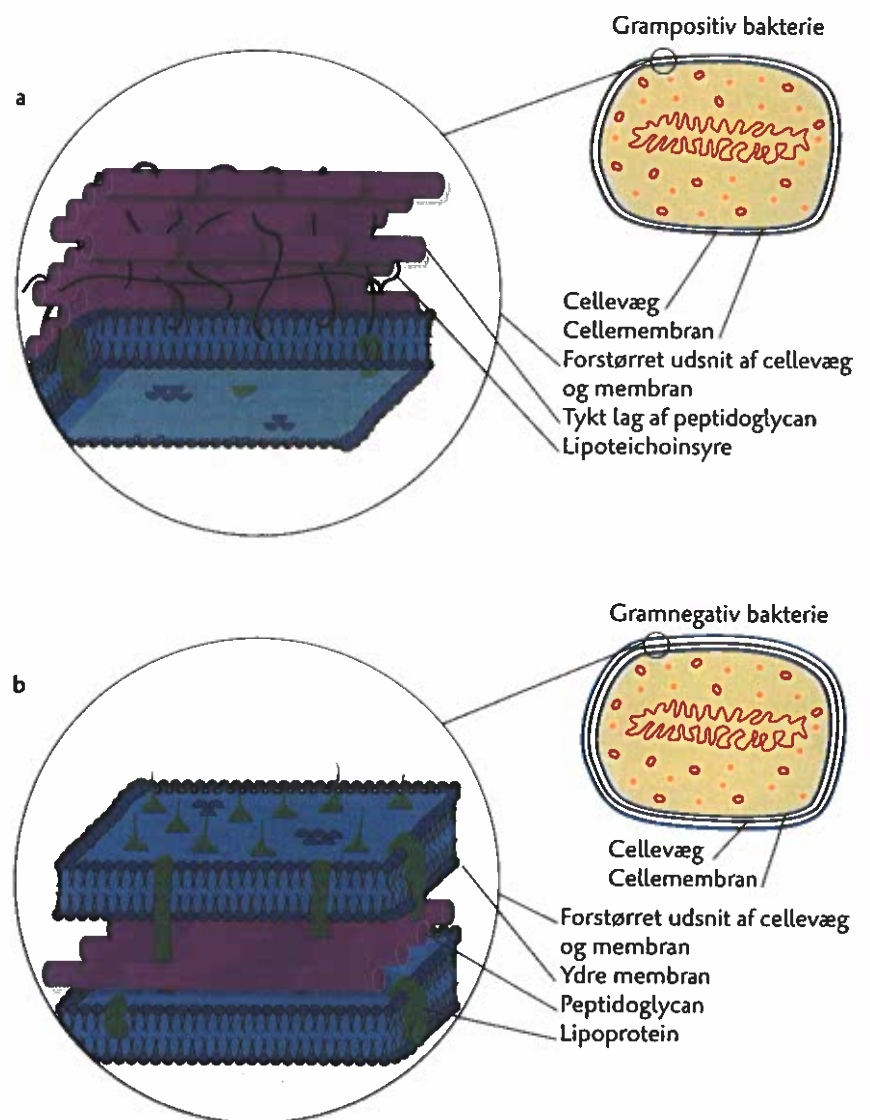 Grampositiv bakterie
a
Cellevæg
Cellemembran
Forstørret udsnit af cellevæg
og membran
Tykt lag af peptidoglycan
Lipoteichoinsyre
Gramnegativ bakterie
b
Cellevæg
Cellemembran
Forstørret udsnit af cellevæg
og membran
Ydre membran
Peptidoglycan
Lipoprotein